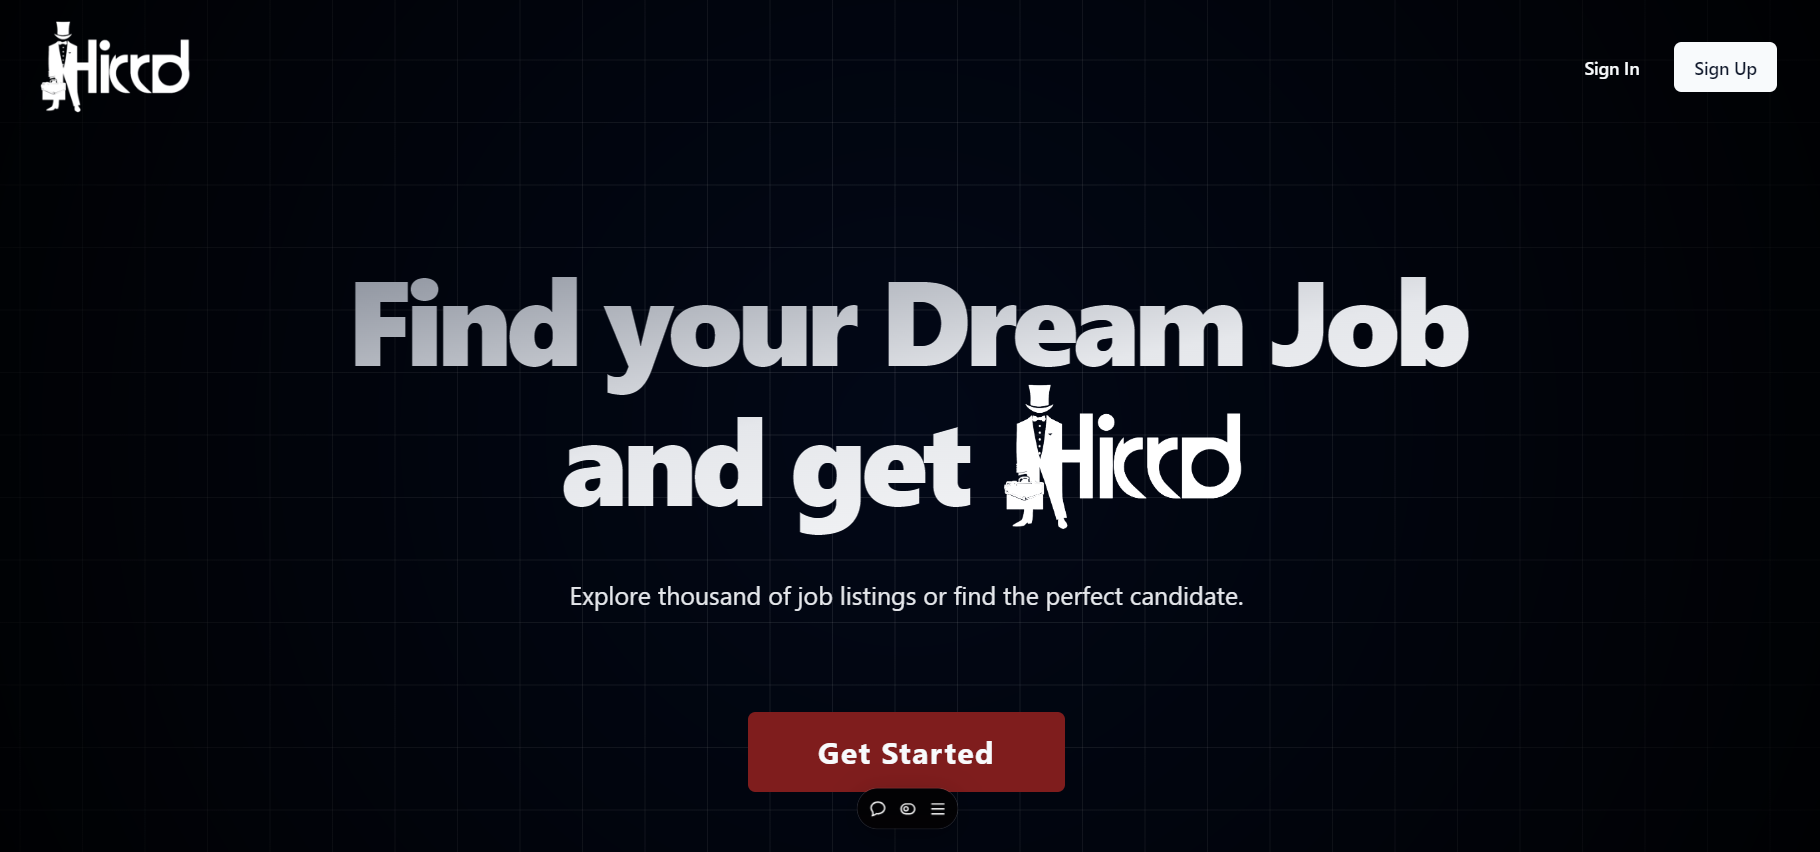 Hirrd
Sign In
Sign Up
Find your Dream Job
and get Hirrd
Explore thousand of job listings or find the perfect candidate.
Get Started